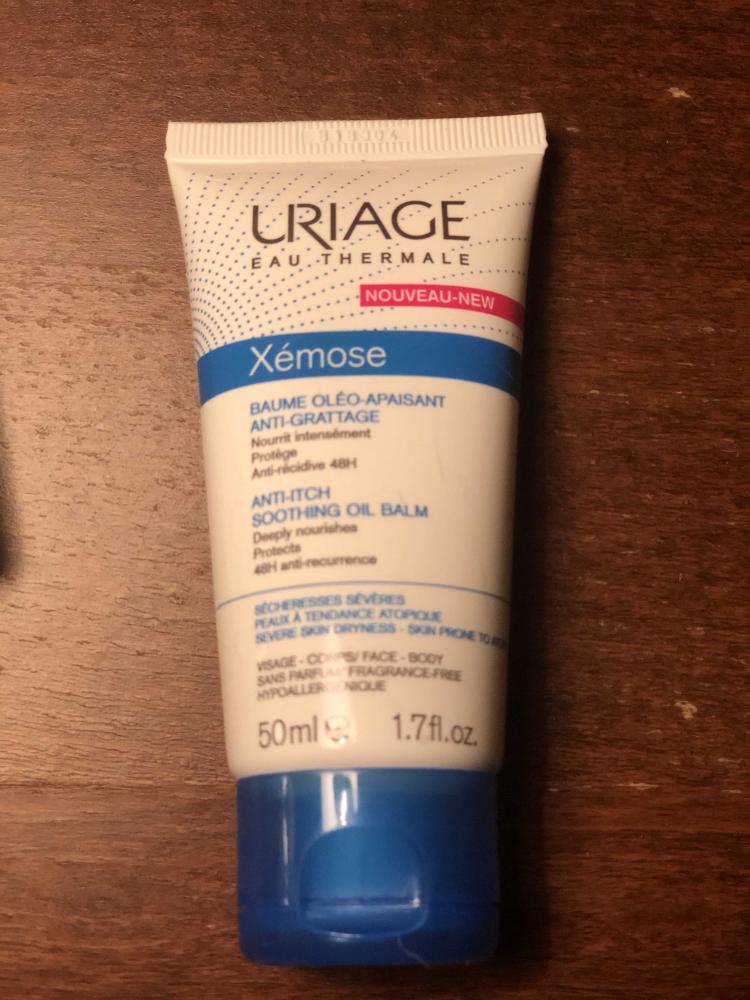 URIAGE
EAU THERMALE
NOUVEAU-NEW
Xémose
BAUME OLÉO-APAISANT
ANTI-GRATTAGE
Nourrit intensément
Protège
Anti-récidive 48H
ANTI-ITCH
SOOTHING OIL BALM
Deeply nourishes
Protects
48H anti-recurrence
SÉCHERESSES SÉVÈRES
PEAUX À TENDANCE ATOPIQUE
SEVERE SKIN DRYNESS - SKIN PRONE TO
VISAGE - CORPS/ FACE - BODY
SANS PARFUM/ FRAGRANCE-FREE
HYPOALLERGÉNIQUE
50ml ℮ 1.7fl.oz.